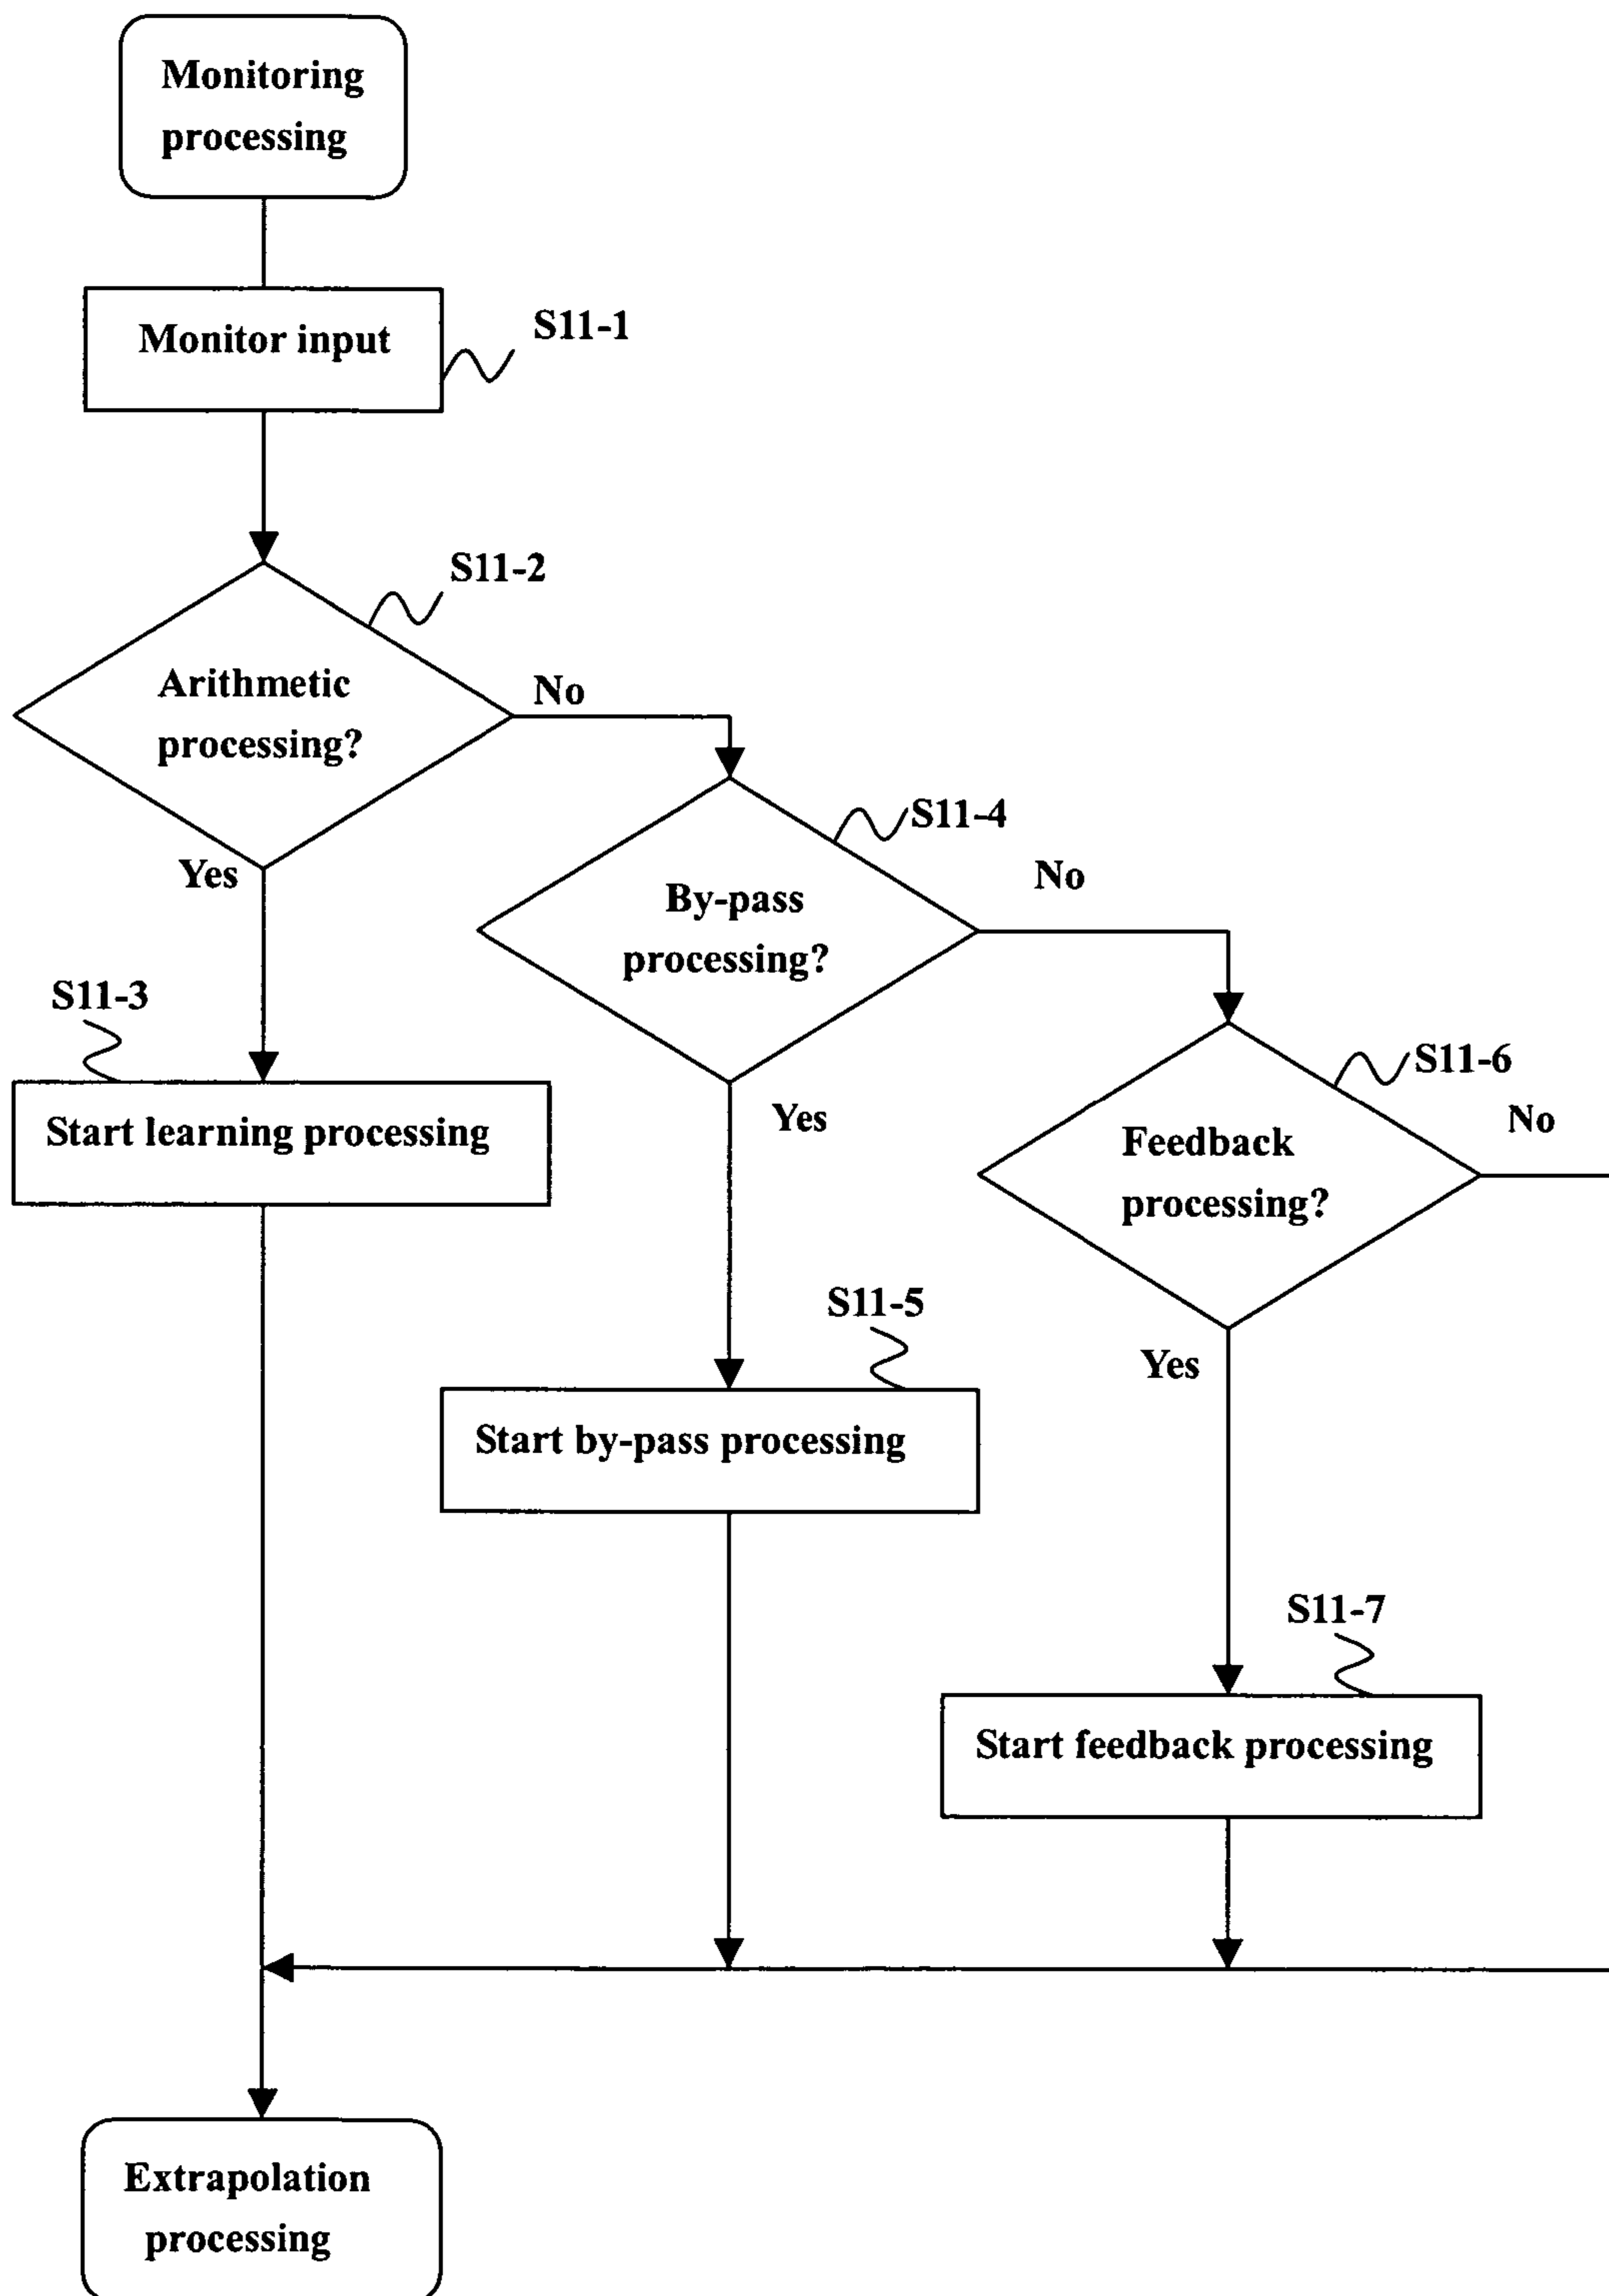 Monitoring
processing
Monitor input
S11-1
S11-2
Arithmetic
processing?
No
Yes
S11-4
By-pass
processing?
No
S11-3
Start learning processing
Yes
S11-6
Feedback
processing?
No
S11-5
Start by-pass processing
Yes
S11-7
Start feedback processing
Extrapolation
processing